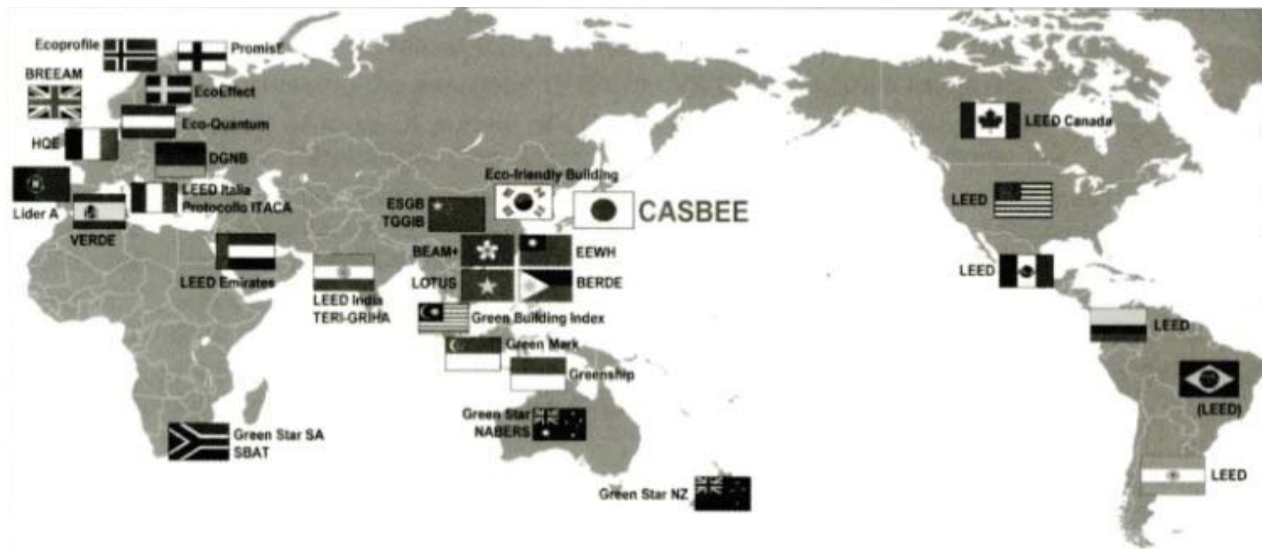 Ecoprofile
PromisE
BREEAM
EcoEffect
Eco-Quantum
HQE
DGNB
LEED Italia
Protocollo ITACA
Lider A
VERDE
LEED Emirates
LEED India
TERI-GRIHA
Eco-friendly Building
ESGB
TGGIB
CASBEE
BEAM+
EEWH
LOTUS
BERDE
Green Building Index
Green Mark
Greenship
Green Star
NABERS
Green Star SA
SBAT
Green Star NZ
LEED Canada
LEED
LEED
LEED
(LEED)
LEED